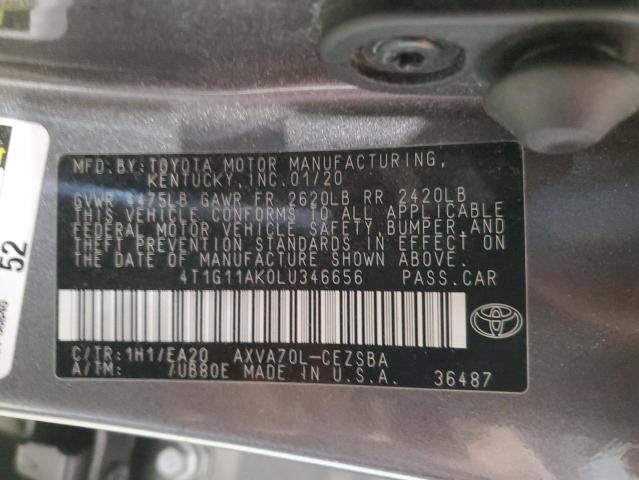 MFD. BY: TOYOTA MOTOR MANUFACTURING,
KENTUCKY, INC. 01/20
GVWR 4475LB GAWR FR 2620LB RR 2420LB
THIS VEHICLE CONFORMS TO ALL APPLICABLE
FEDERAL MOTOR VEHICLE SAFETY, BUMPER, AND
THEFT PREVENTION STANDARDS IN EFFECT ON
THE DATE OF MANUFACTURE SHOWN ABOVE.
4T1G11AK0LU346656 PASS. CAR
C/TR: 1H1/EA20 AXVA70L-CEZSBA
A/TM: /UB80E MADE IN U.S.A. 36487
52